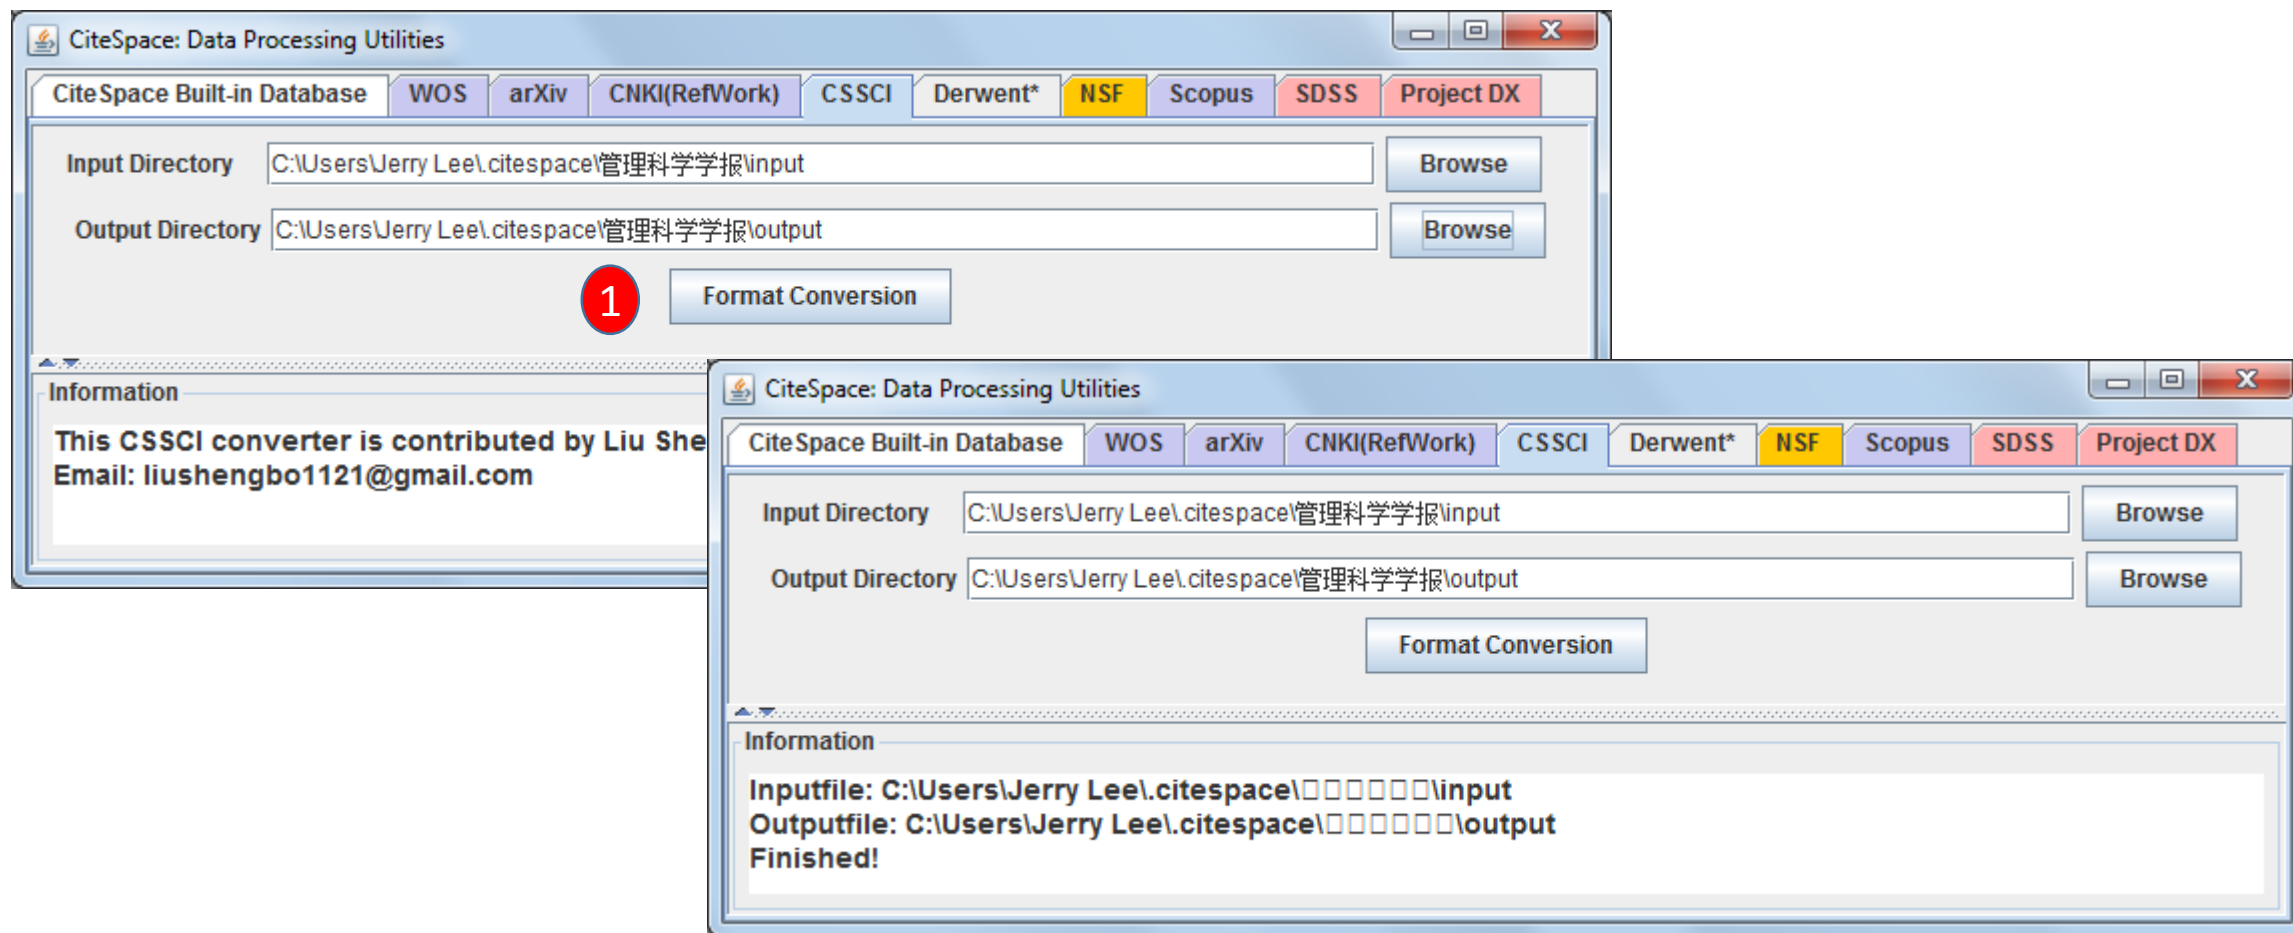 CiteSpace: Data Processing Utilities
CiteSpace Built-in Database WOS arXiv CNKI(RefWork) CSSCI Derwent* NSF Scopus SDSS Project DX
Input Directory C:\Users\Jerry Lee\.citespace\管理科学学报\input Browse
Output Directory C:\Users\Jerry Lee\.citespace\管理科学学报\output Browse
1 Format Conversion
Information
This CSSCI converter is contributed by Liu She
Email: liushengbo1121@gmail.com
CiteSpace: Data Processing Utilities
CiteSpace Built-in Database WOS arXiv CNKI(RefWork) CSSCI Derwent* NSF Scopus SDSS Project DX
Input Directory C:\Users\Jerry Lee\.citespace\管理科学学报\input Browse
Output Directory C:\Users\Jerry Lee\.citespace\管理科学学报\output Browse
Format Conversion
Information
Inputfile: C:\Users\Jerry Lee\.citespace\□□□□□□\input
Outputfile: C:\Users\Jerry Lee\.citespace\□□□□□□\output
Finished!